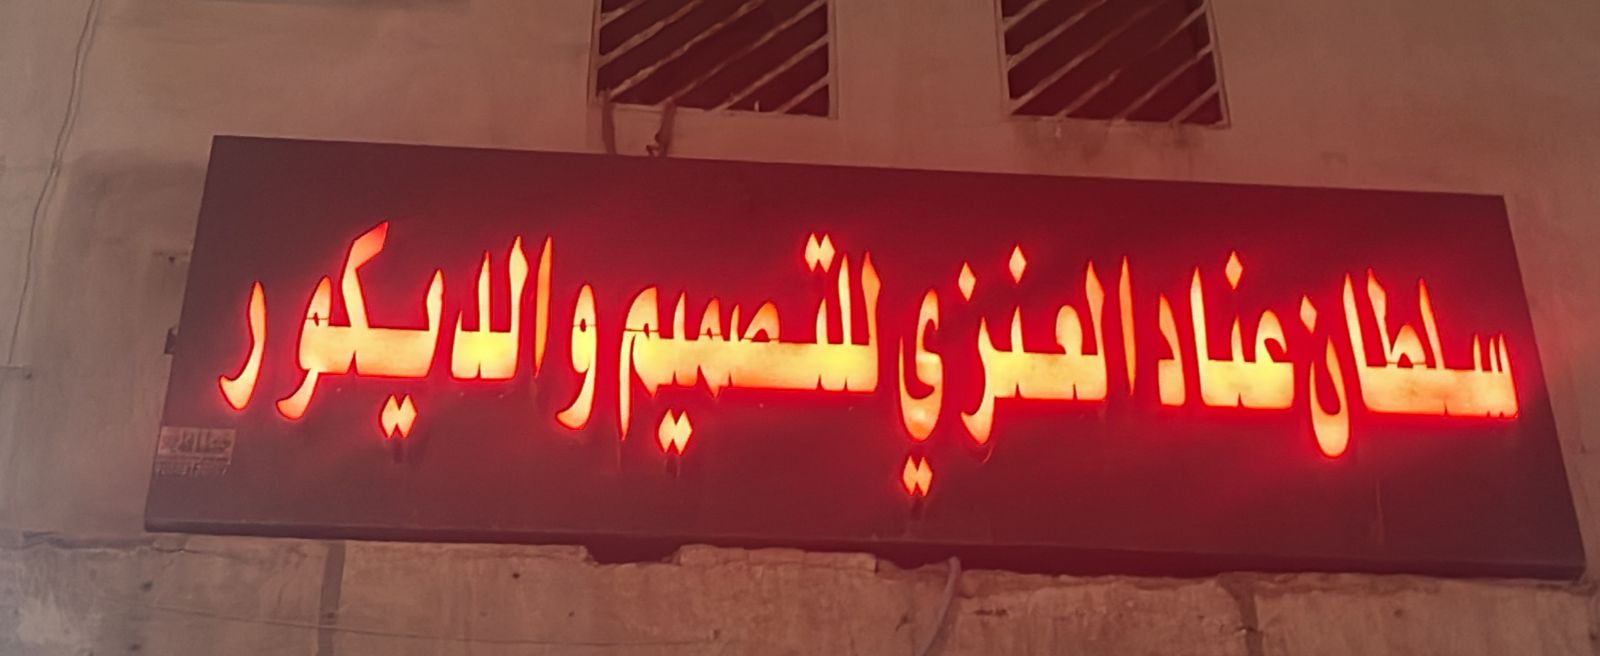 سلطان عناد العنزي للتصميم والديكور